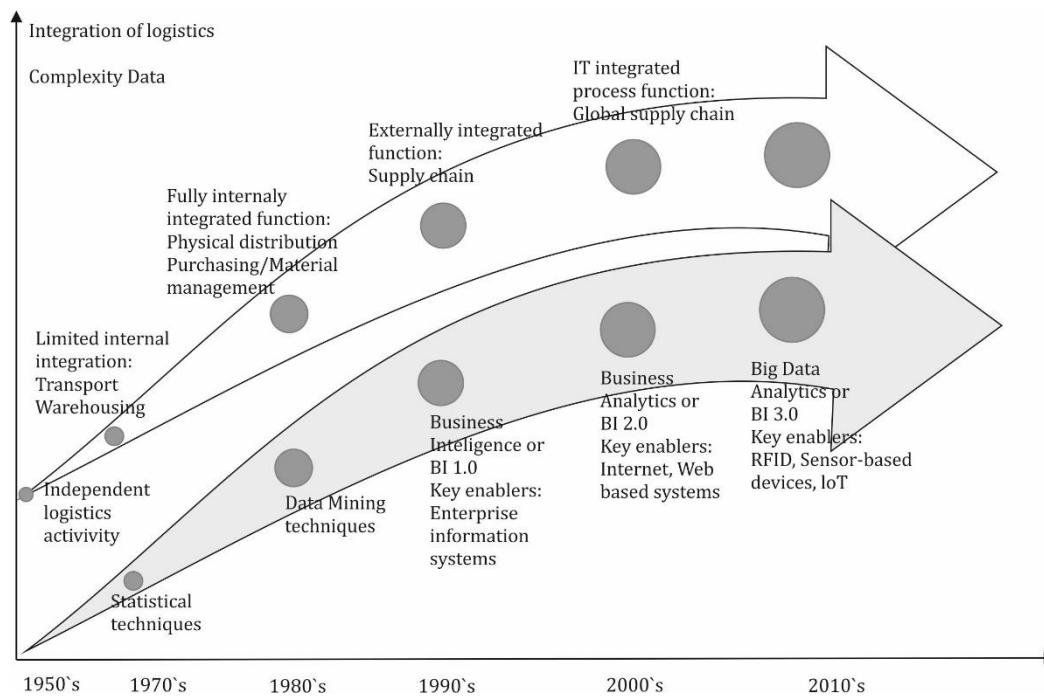 Integration of logistics
Complexity Data
IT integrated
process function:
Global supply chain
Externally integrated
function:
Supply chain
Fully internaly
integrated function:
Physical distribution
Purchasing/Material
management
Limited internal
integration:
Transport
Warehousing
Independent
logistics
activivity
Statistical
techniques
Data Mining
techniques
Business
Inteligence or
BI 1.0
Key enablers:
Enterprise
information
systems
Business
Analytics or
BI 2.0
Key enablers:
Internet, Web
based systems
Big Data
Analytics or
BI 3.0
Key enablers:
RFID, Sensor-based
devices, loT
1950`s
1970`s
1980`s
1990`s
2000`s
2010`s